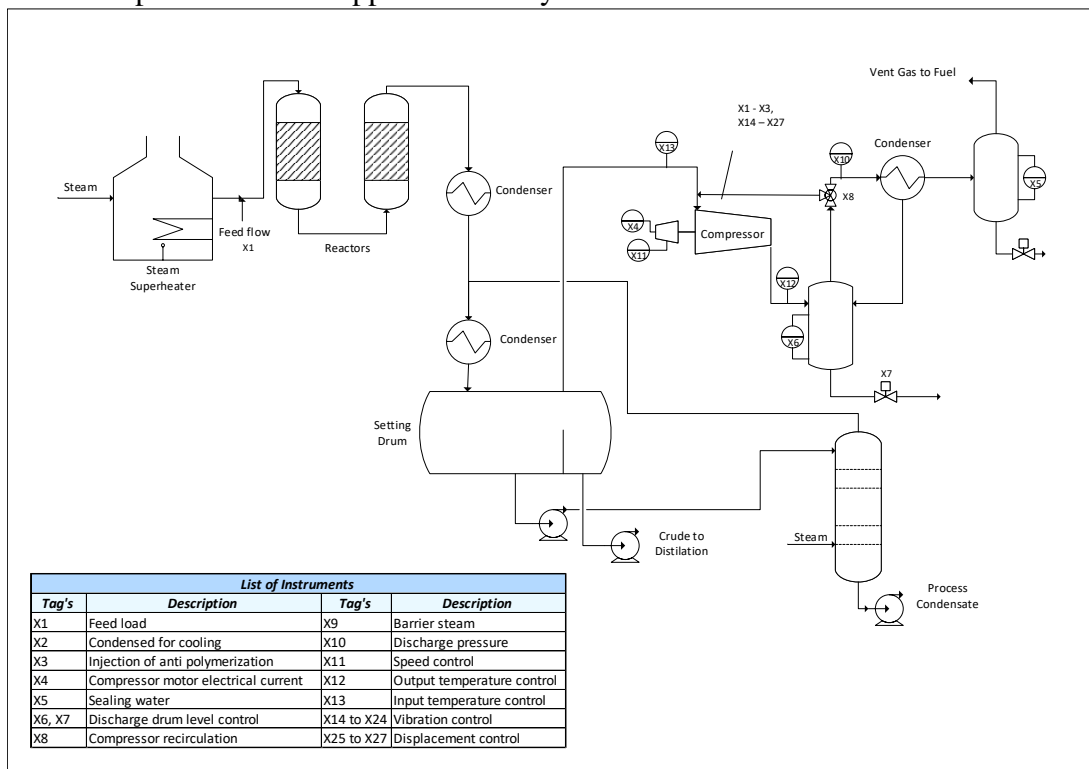 Vent Gas to Fuel
X1 - X3,
X14 – X27
X13
X10
Condenser
X5
X8
Steam
Feed flow
X1
Reactors
Condenser
X4
Compressor
X11
X12
Steam
Superheater
X6
Condenser
X7
Setting
Drum
Crude to
Distilation
Steam
Process
Condensate
List of Instruments
Tag's Description Tag's Description
X1 Feed load X9 Barrier steam
X2 Condensed for cooling X10 Discharge pressure
X3 Injection of anti polymerization X11 Speed control
X4 Compressor motor electrical current X12 Output temperature control
X5 Sealing water X13 Input temperature control
X6, X7 Discharge drum level control X14 to X24 Vibration control
X8 Compressor recirculation X25 to X27 Displacement control